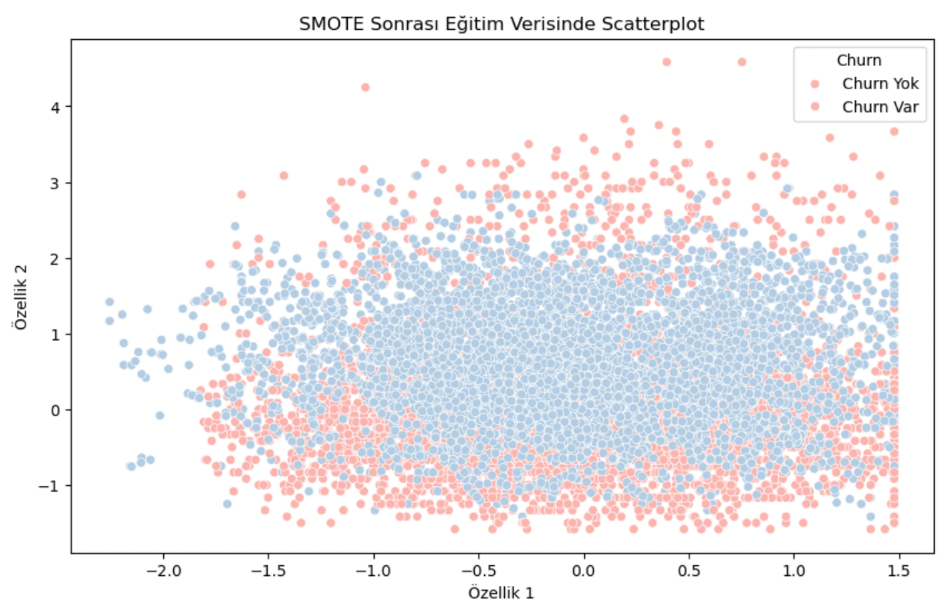 SMOTE Sonrası Eğitim Verisinde Scatterplot
Churn
Churn Yok
Churn Var
4
3
2
1
0
−1
Özellik 2
−2.0 −1.5 −1.0 −0.5 0.0 0.5 1.0 1.5
Özellik 1